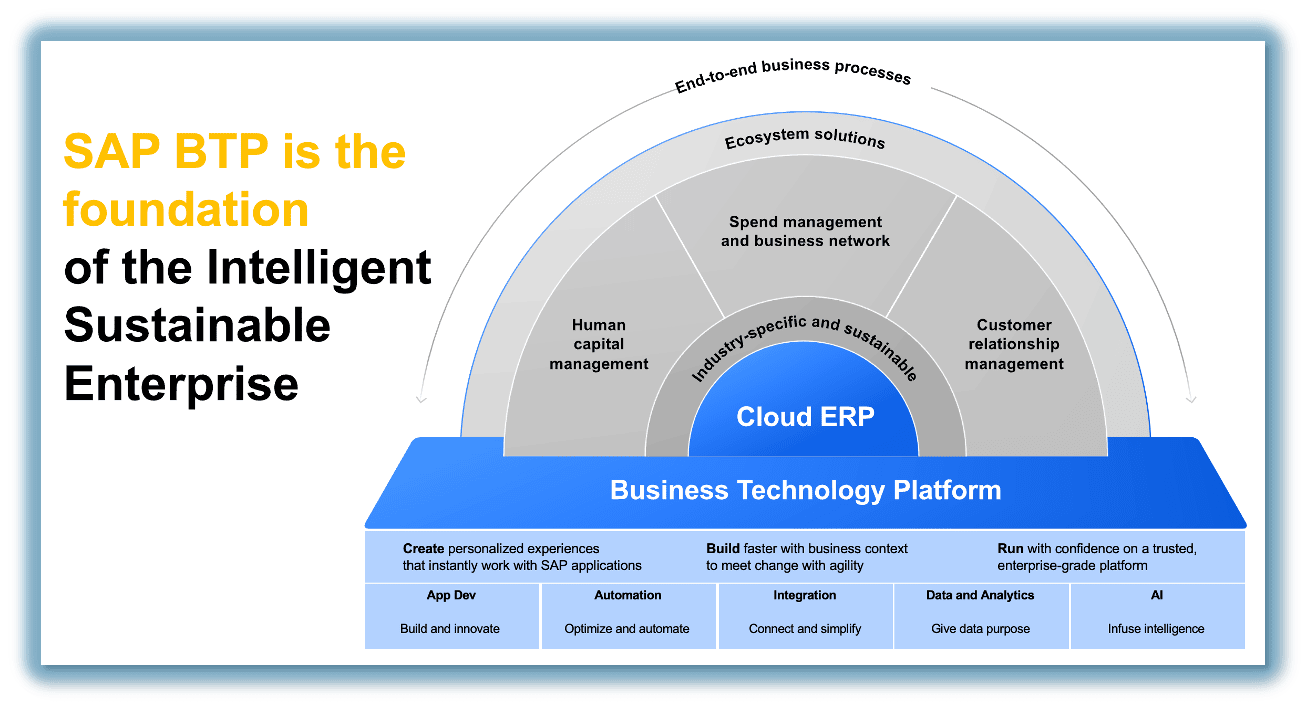 SAP BTP is the
foundation
of the Intelligent
Sustainable
Enterprise
End-to-end business processes
Ecosystem solutions
Spend management
and business network
Human
capital
management
Industry-specific and sustainable
Customer
relationship
management
Cloud ERP
Business Technology Platform
Create personalized experiences
that instantly work with SAP applications
Build faster with business context
to meet change with agility
Run with confidence on a trusted,
enterprise-grade platform
App Dev
Build and innovate
Automation
Optimize and automate
Integration
Connect and simplify
Data and Analytics
Give data purpose
AI
Infuse intelligence